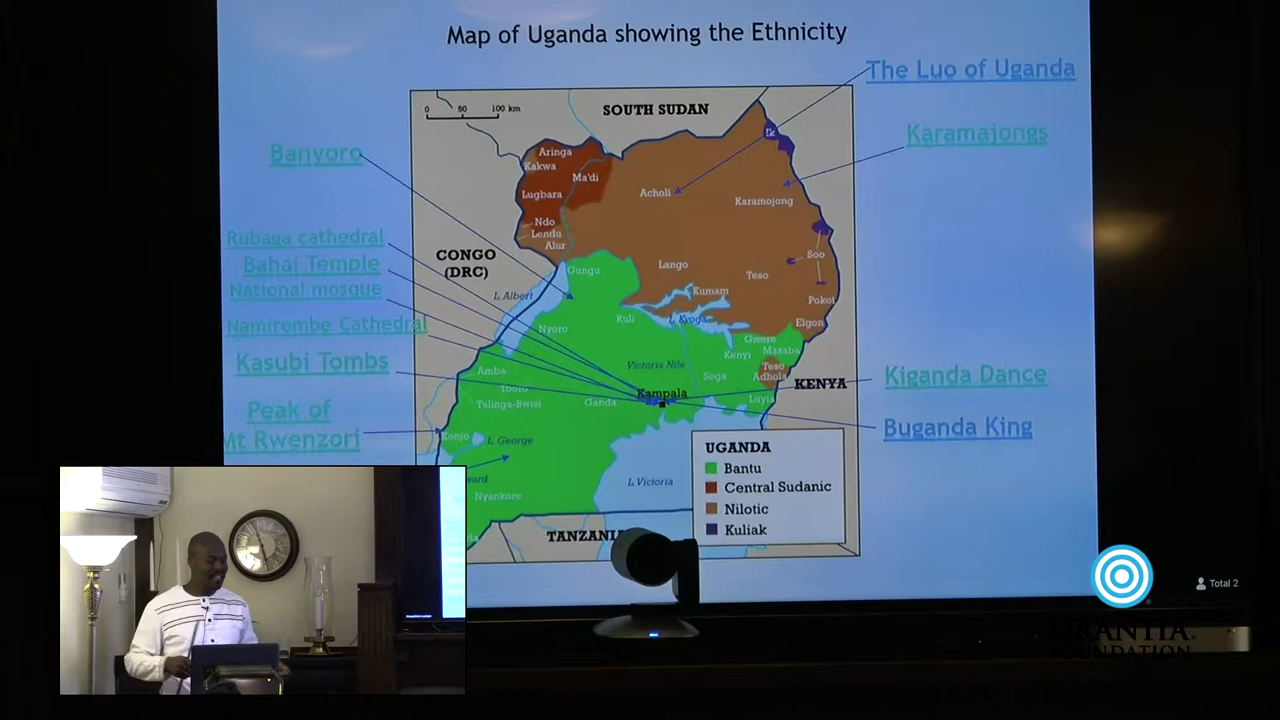 Map of Uganda showing the Ethnicity
The Luo of Uganda
Karamajongs
Banyoro
Rubaga cathedral
Bahai Temple
National mosque
Namirembe Cathedral
Kasubi Tombs
Peak of
Mt Rwenzori
Kiganda Dance
Buganda King
0 50 100 km
SOUTH SUDAN
Ik
Aringa
Kakwa
Ma'di
Lugbara
Acholi
Karamojong
Ndo
Lendu
Alur
CONGO
(DRC)
Soo
Gungu
Lango
Teso
L. Albert
Kumam
Pokot
Ruli
L. Kyoga
Elgon
Nyoro
Gwere
Kenyi
Masaba
Victoria Nile
Amba
Soga
Teso
Adhola
KENYA
Tooro
Kampala
Talinga-Bwisi
Ganda
Luyia
Konjo
L. George
L. Victoria
ward
Nyankore
UGANDA
Bantu
Central Sudanic
Nilotic
Kuliak
Total 2
URANTIA
FOUNDATION